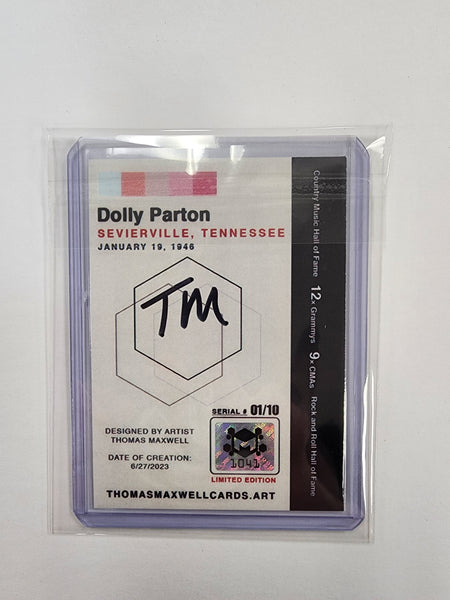 Dolly Parton
SEVIERVILLE, TENNESSEE
JANUARY 19, 1946
TM
SERIAL # 01/10
DESIGNED BY ARTIST
THOMAS MAXWELL
DATE OF CREATION:
6/27/2023
1041
LIMITED EDITION
THOMASMAXWELLCARDS.ART
Country Music Hall of Fame 12x Grammys 9x CMAs Rock and Roll Hall of Fame